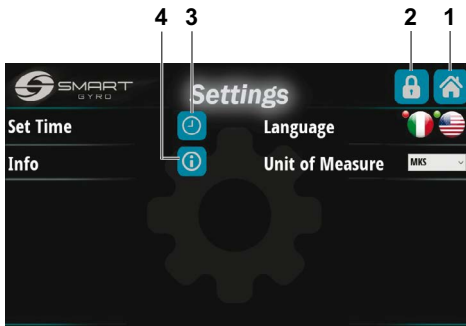 4 3 2 1
SMART
GYRO
Settings
Set Time
Language
Info
Unit of Measure
MKS